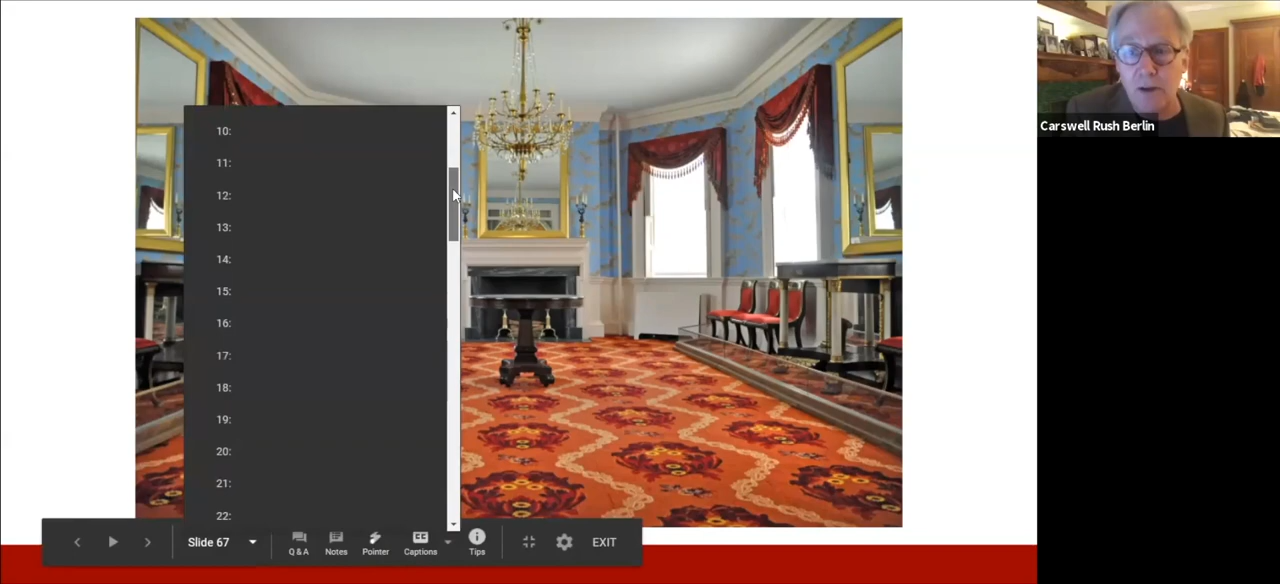 Carswell Rush Berlin
10:
11:
12:
13:
14:
15:
16:
17:
18:
19:
20:
21:
22:
Slide 67
Q & A
Notes
Pointer
CC
Captions
Tips
EXIT